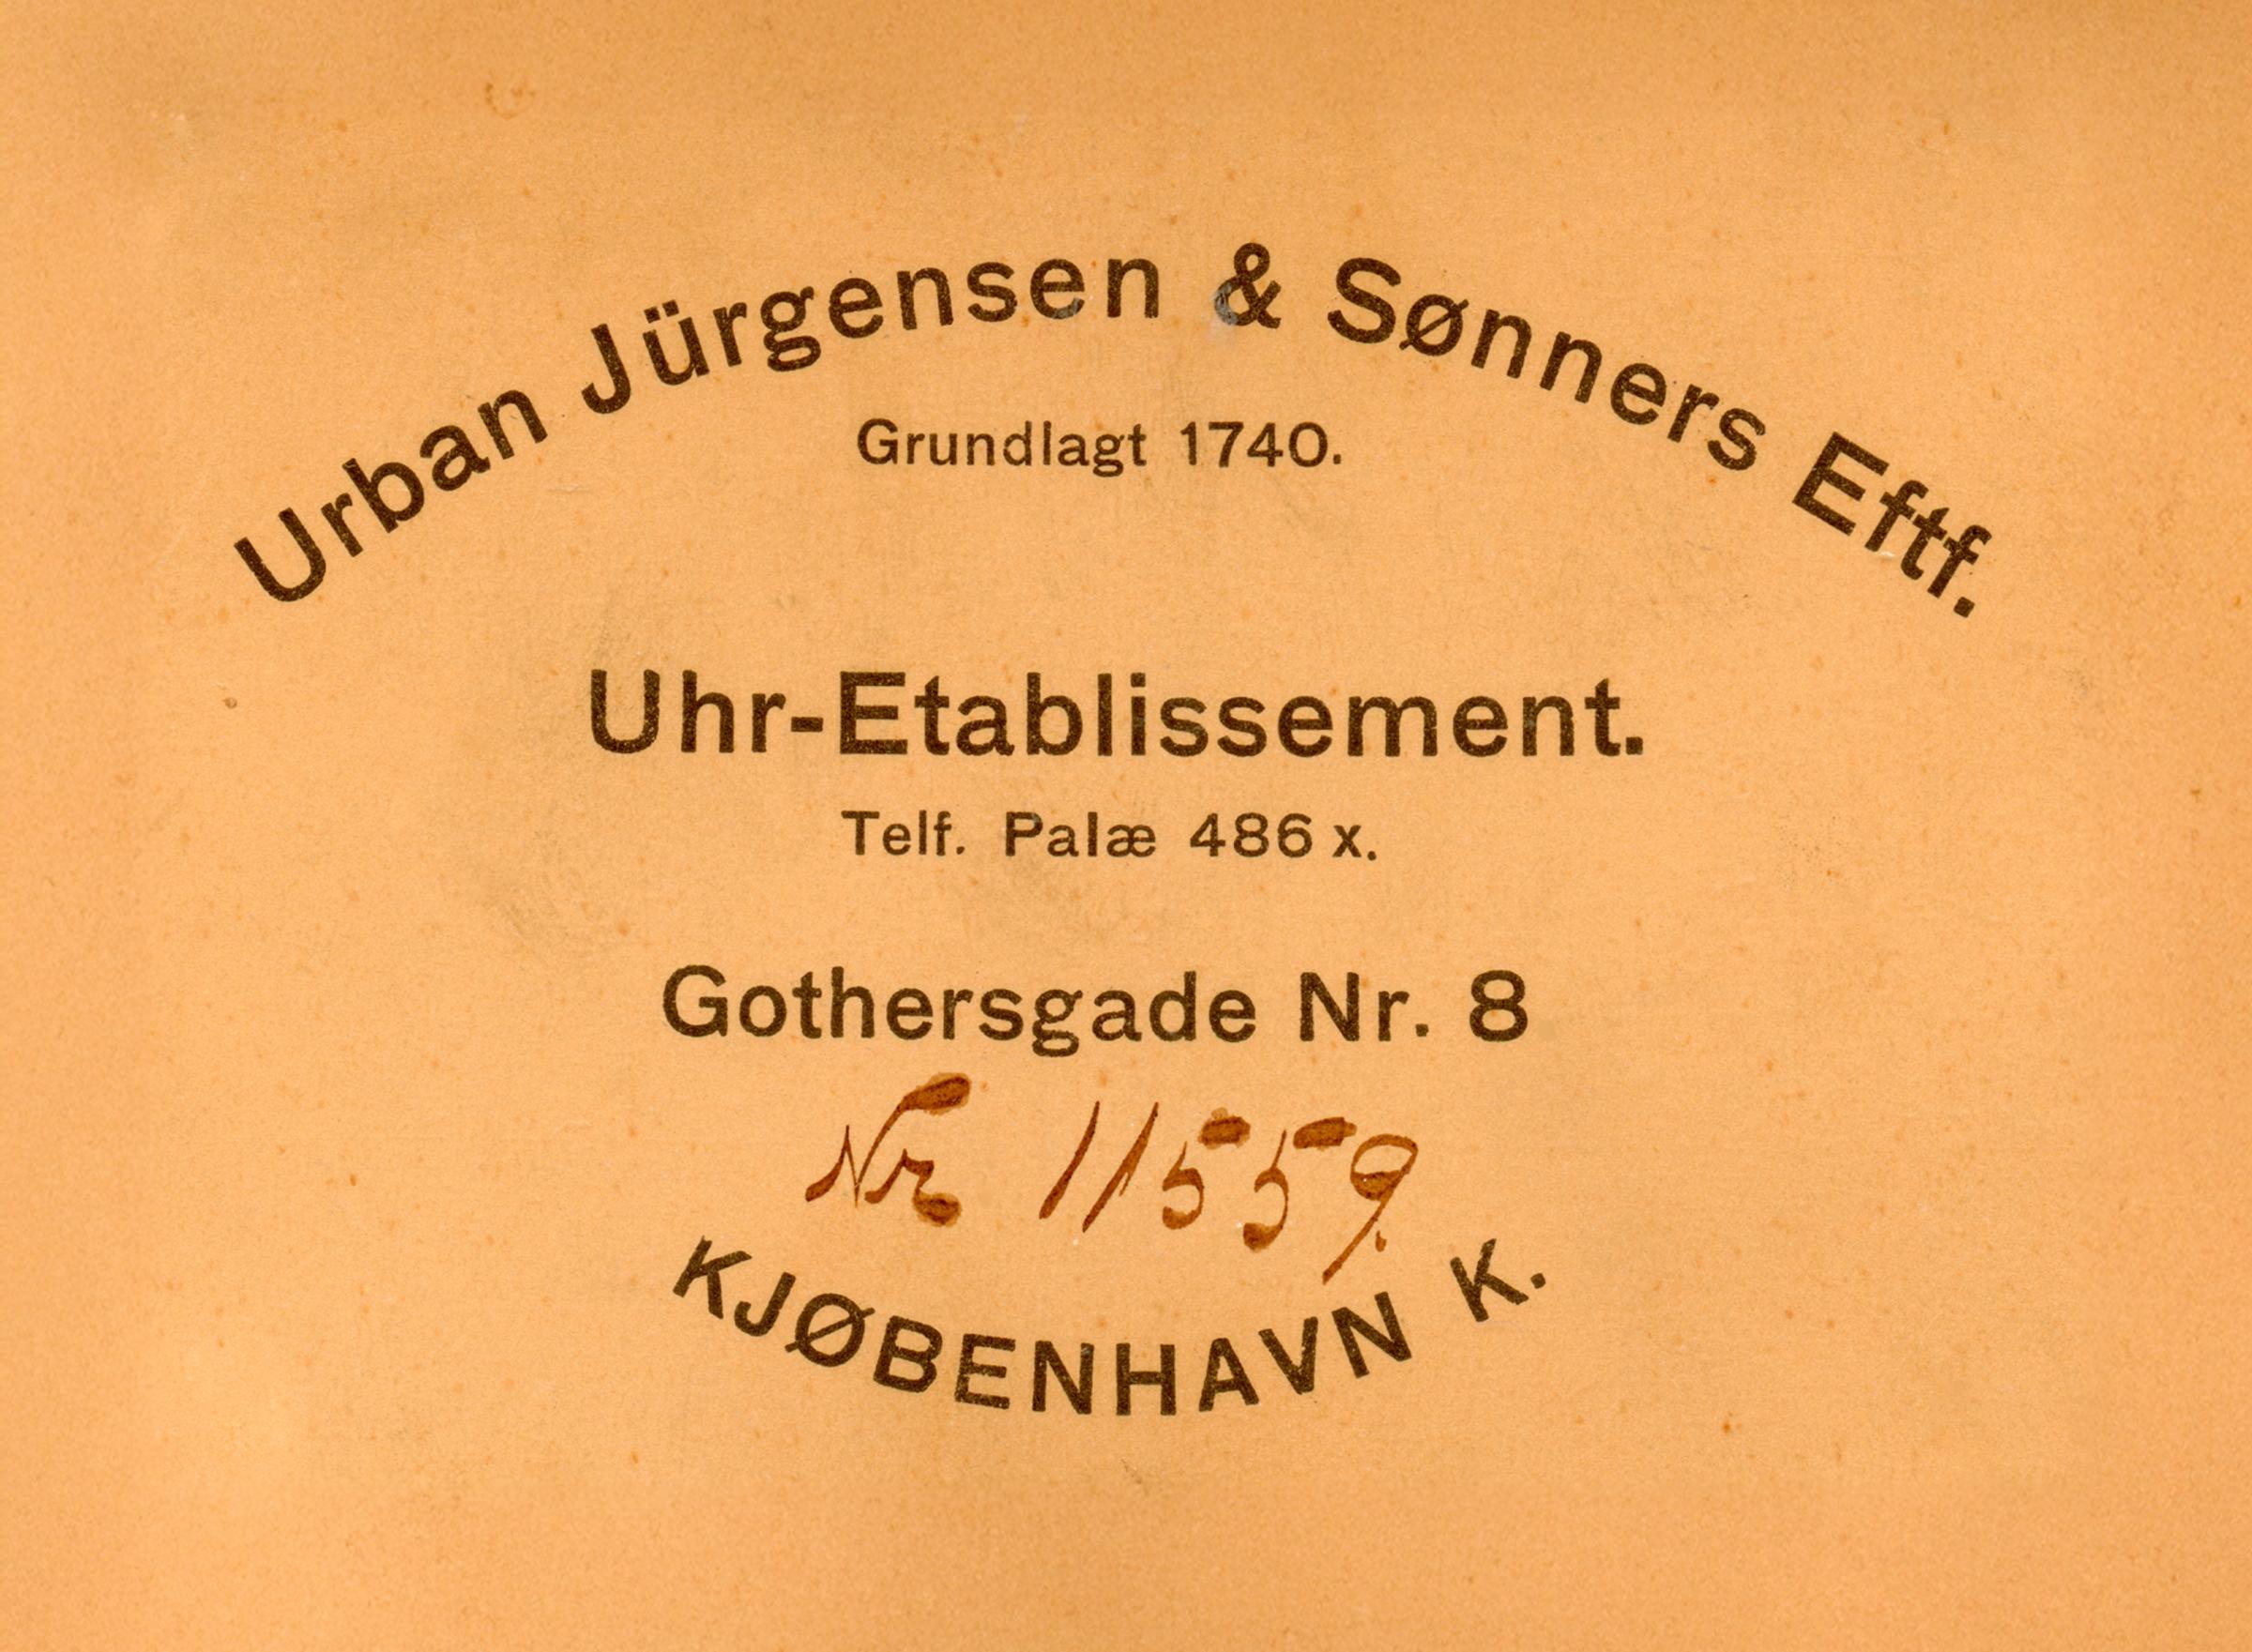 Urban Jürgensen & Sønners Eftf.
Grundlagt 1740.
Uhr-Etablissement.
Telf. Palæ 486 x.
Gothersgade Nr. 8
Nr 11559.
KJØBENHAVN K.